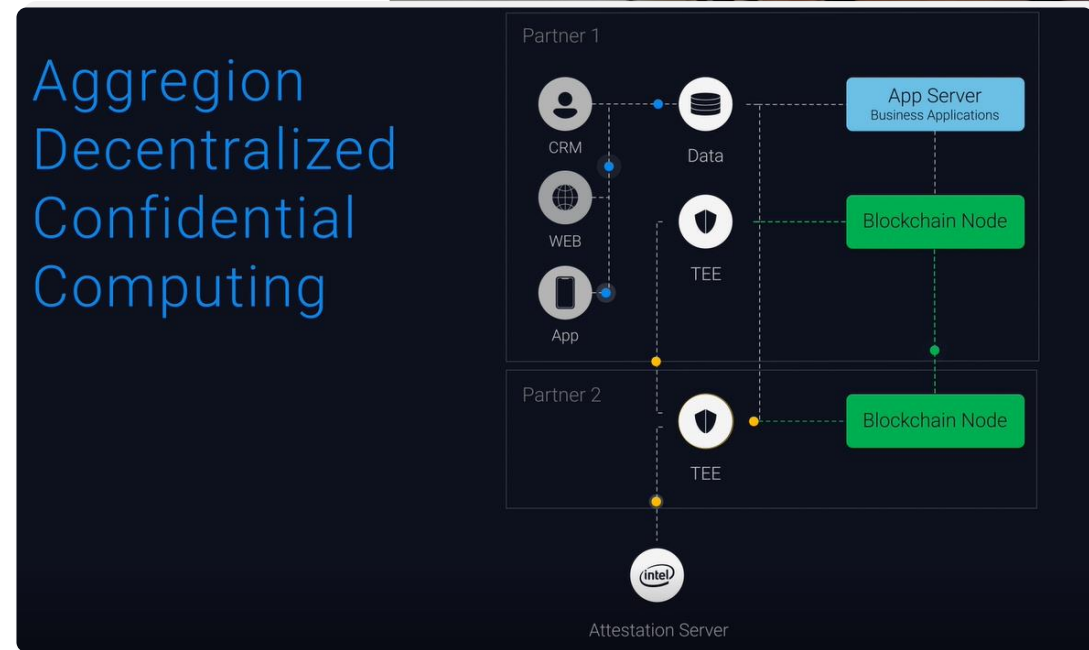 Aggregion
Decentralized
Confidential
Computing
Partner 1
CRM
WEB
App
Data
TEE
App Server
Business Applications
Blockchain Node
Partner 2
TEE
Blockchain Node
intel
Attestation Server